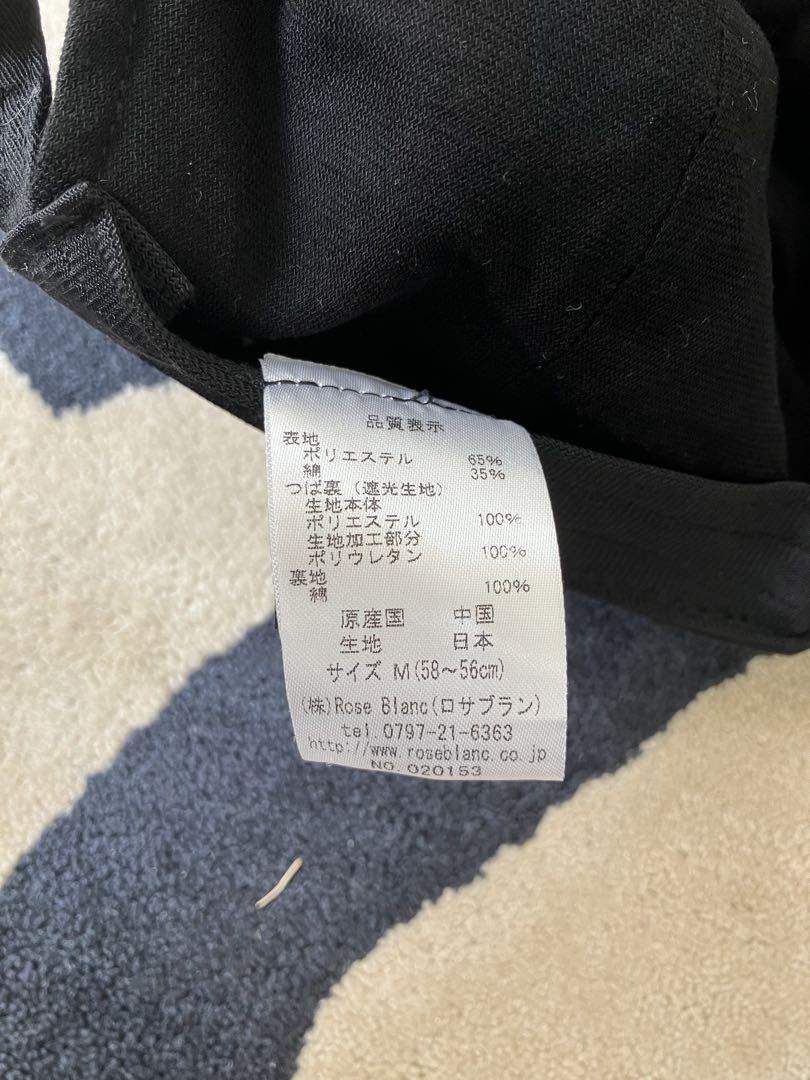 品質表示
表地
ポリエステル 65%
綿 35%
つば裏（遮光生地）
生地本体
ポリエステル 100%
生地加工部分
ポリウレタン 100%
裏地
綿 100%
原産国 中国
生地 日本
サイズ M(58～56cm)
(株)Rose Blanc(ロサブラン)
tel.0797-21-6363
http://www.roseblanc.co.jp
NO.020153